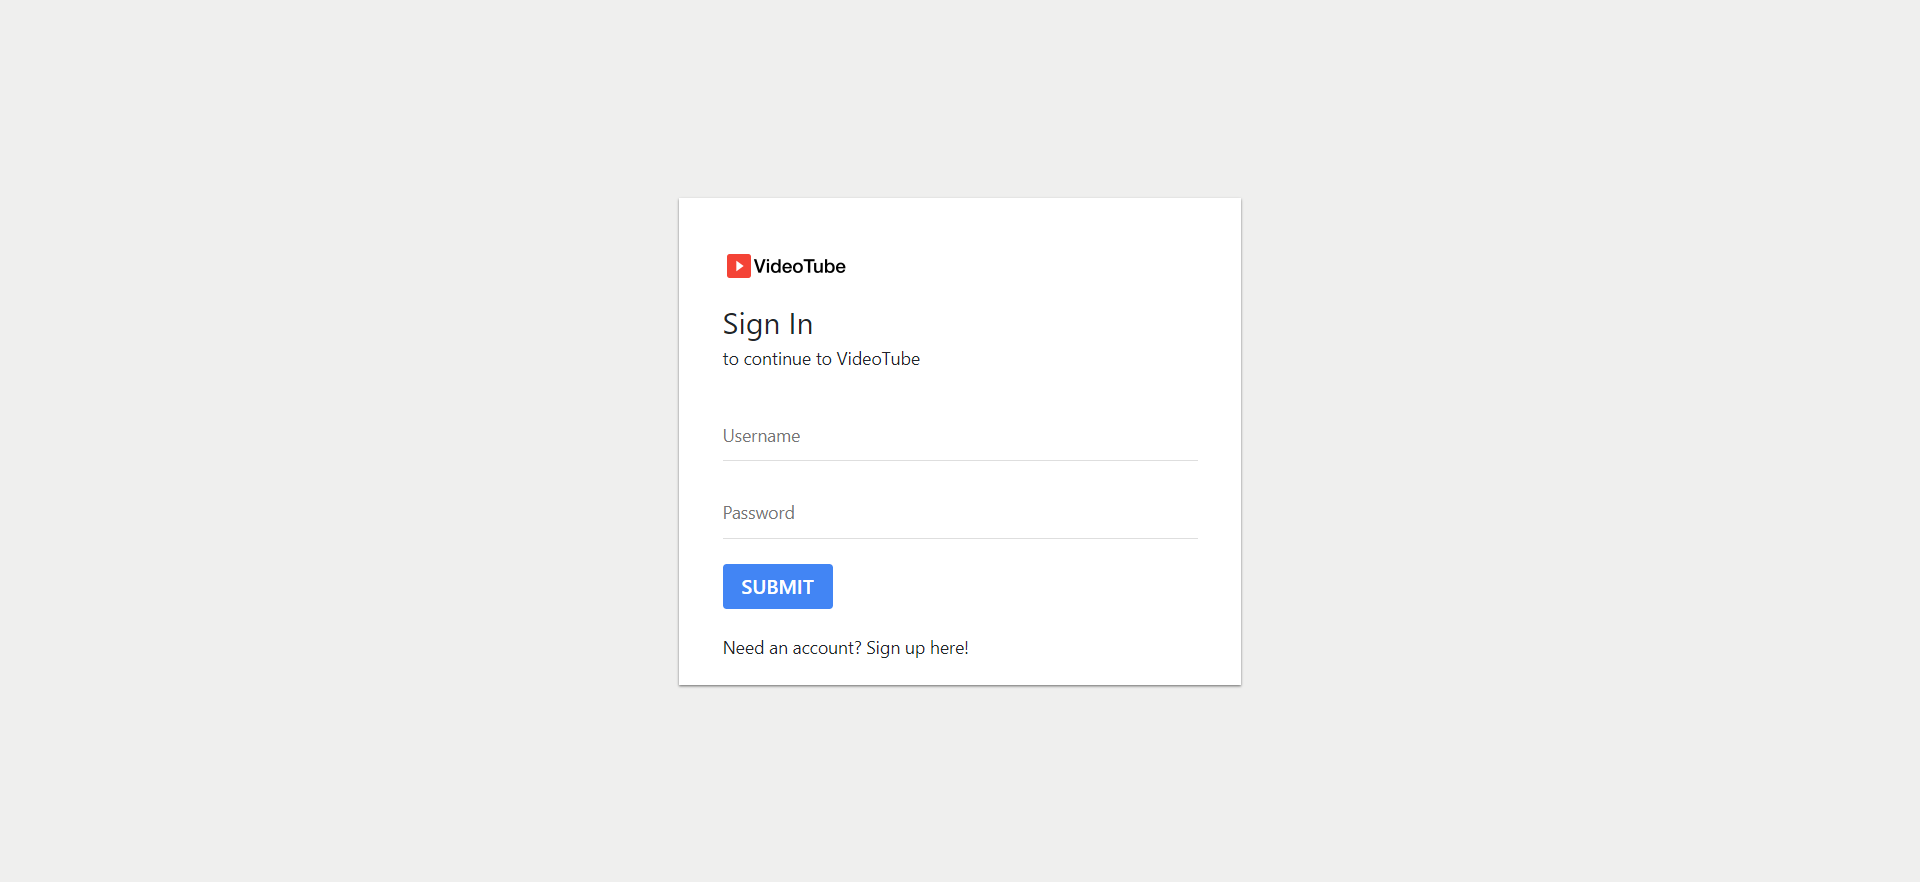 VideoTube
Sign In
to continue to VideoTube
Username
Password
SUBMIT
Need an account? Sign up here!